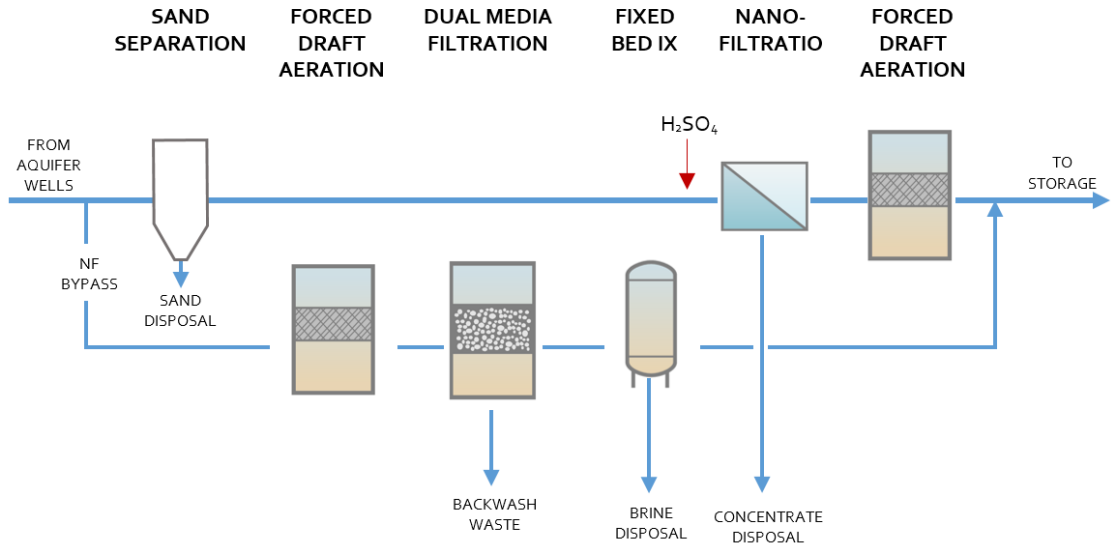 SAND
SEPARATION
FORCED
DRAFT
AERATION
DUAL MEDIA
FILTRATION
FIXED
BED IX
NANO-
FILTRATIO
FORCED
DRAFT
AERATION
H₂SO₄
FROM
AQUIFER
WELLS
TO
STORAGE
NF
BYPASS
SAND
DISPOSAL
BACKWASH
WASTE
BRINE
DISPOSAL
CONCENTRATE
DISPOSAL